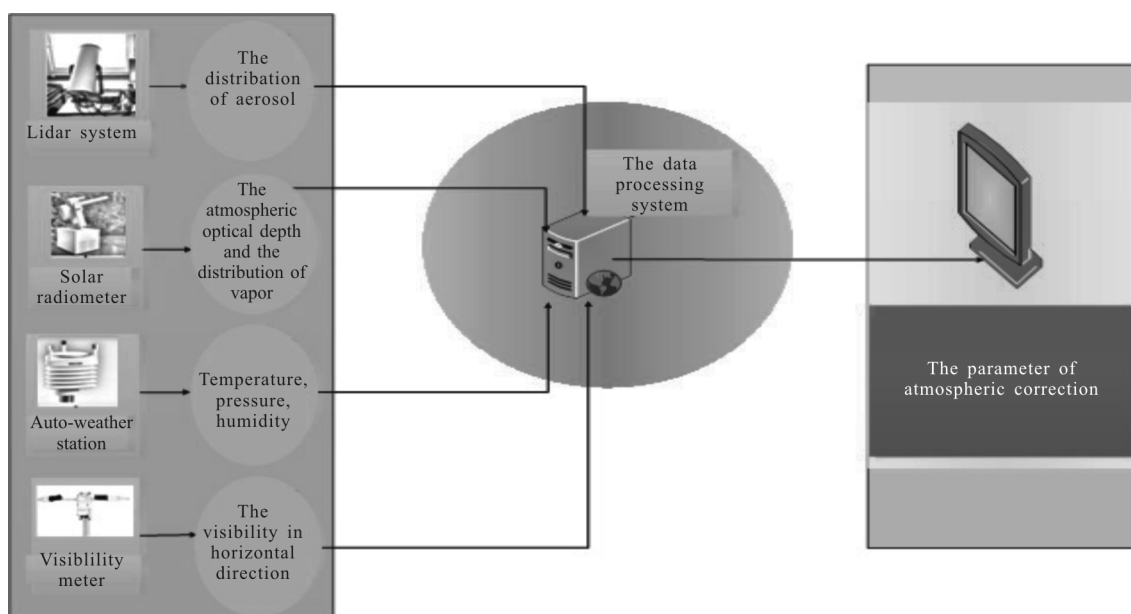 Lidar system
The
distribation
of aerosol
Solar
radiometer
The
atmospheric
optical depth
and the
distribution of
vapor
Auto-weather
station
Temperature,
pressure,
humidity
Visiblility
meter
The
visibility in
horizontal
direction
The data
processing
system
The parameter of
atmospheric correction